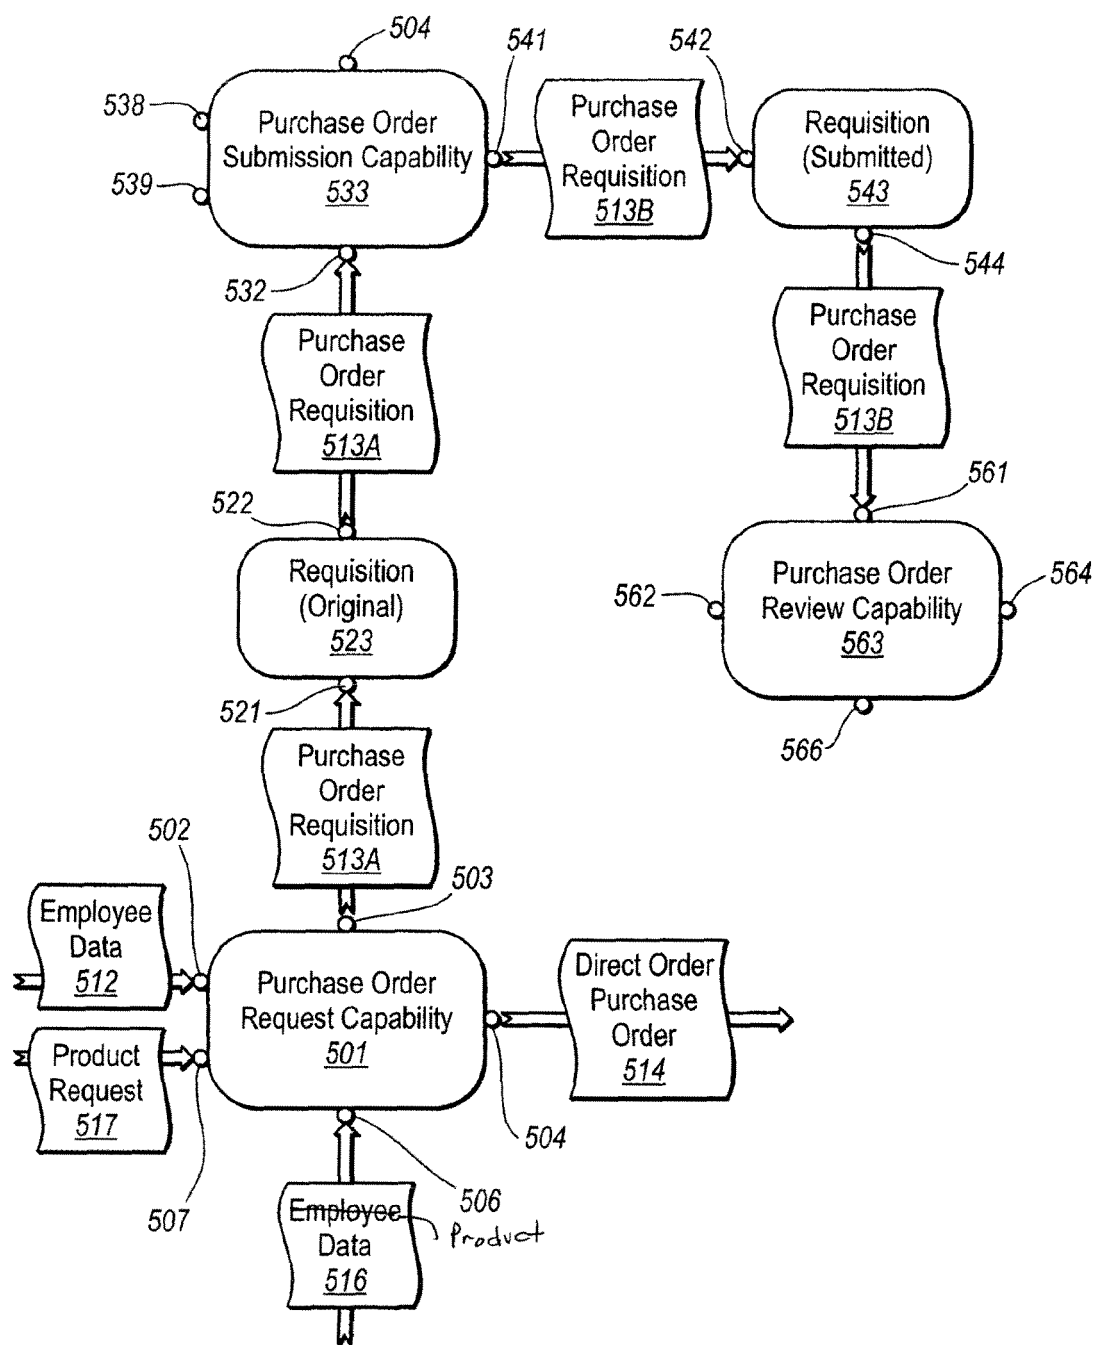 504
541
542
538
539
Purchase Order
Submission Capability
533
Purchase
Order
Requisition
513B
Requisition
(Submitted)
543
532
544
Purchase
Order
Requisition
513A
Purchase
Order
Requisition
513B
522
561
Requisition
(Original)
523
562
Purchase Order
Review Capability
563
564
521
566
Purchase
Order
Requisition
513A
502
503
Employee
Data
512
Purchase Order
Request Capability
501
Direct Order
Purchase
Order
514
Product
Request
517
504
507
506
Employee
Product
Data
516